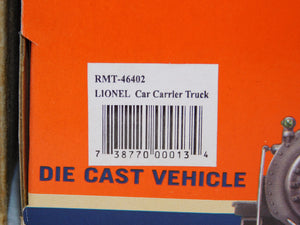 RMT-46402
LIONEL Car Carrier Truck
7 38770 00013 4
DIE CAST VEHICLE